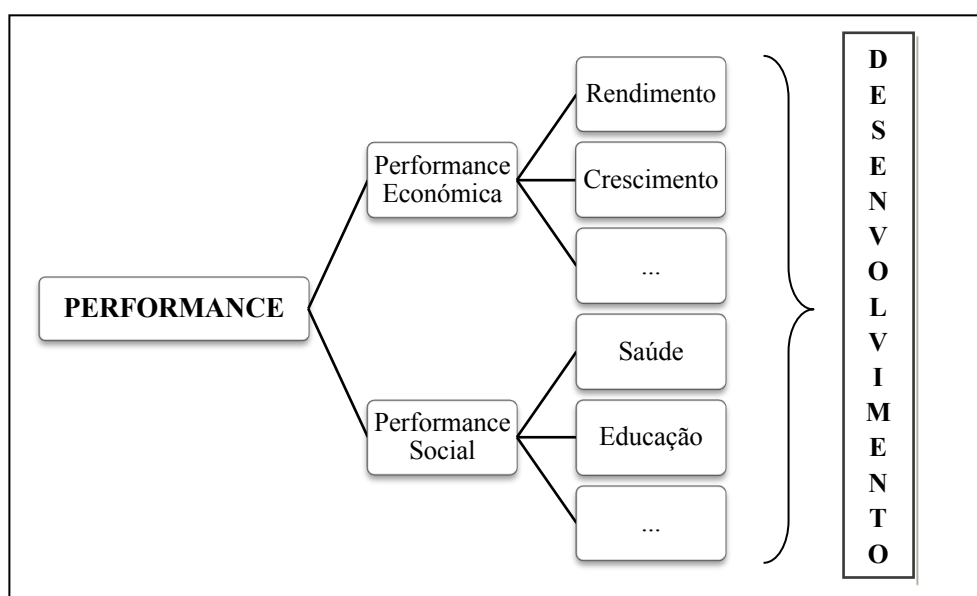 PERFORMANCE
Performance
Económica
Rendimento
Crescimento
...
Performance
Social
Saúde
Educação
...
D
E
S
E
N
V
O
L
V
I
M
E
N
T
O